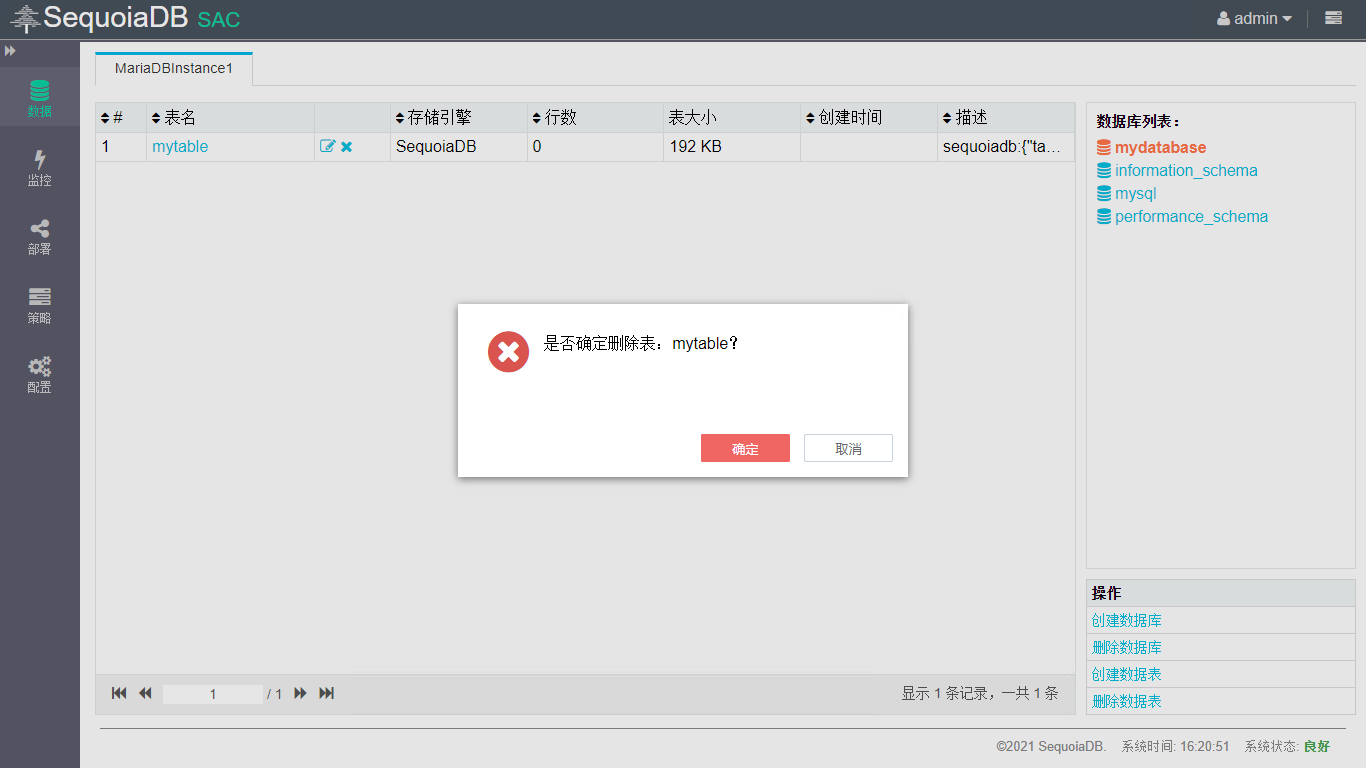 SequoiaDB SAC
admin
MariaDBInstance1
数据
监控
部署
策略
配置
# 表名 存储引擎 行数 表大小 创建时间 描述
1 mytable SequoiaDB 0 192 KB sequoiadb:{"ta…
是否确定删除表：mytable？
确定 取消
1 / 1
显示 1 条记录，一共 1 条
数据库列表：
mydatabase
information_schema
mysql
performance_schema
操作
创建数据库
删除数据库
创建数据表
删除数据表
©2021 SequoiaDB. 系统时间: 16:20:51 系统状态: 良好